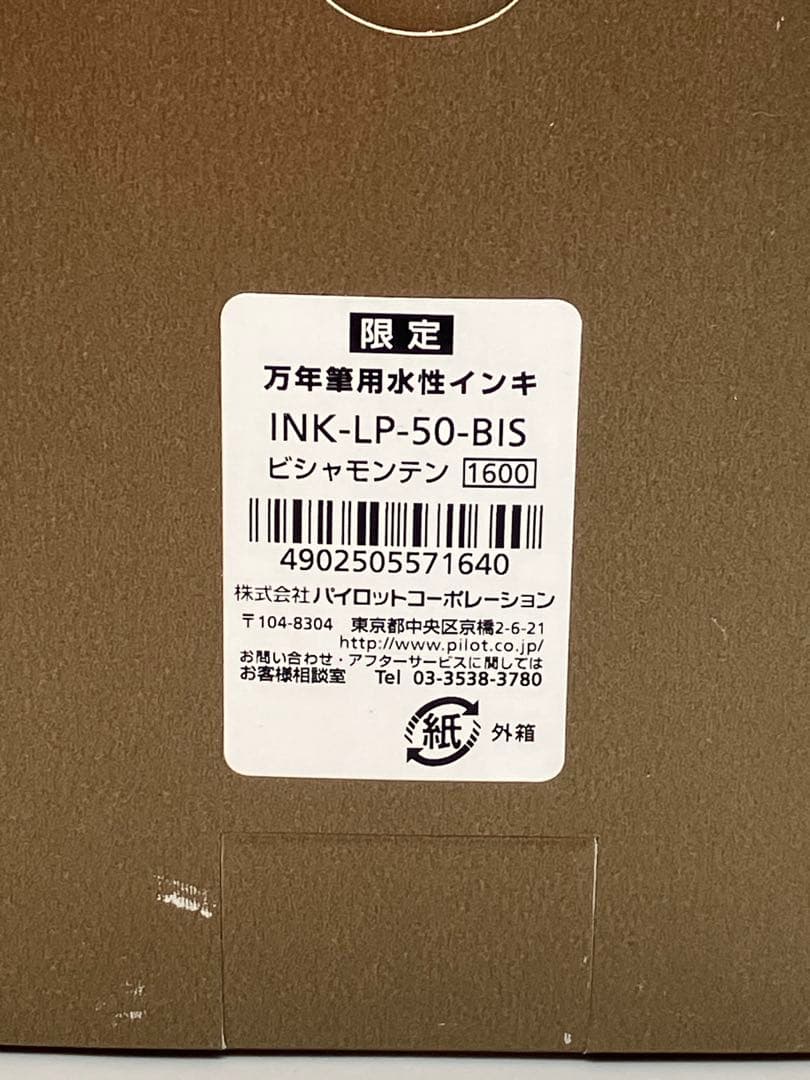 限定
万年筆用水性インキ
INK-LP-50-BIS
ビシャモンテン 1600
4902505571640
株式会社パイロットコーポレーション
〒104-8304 東京都中央区京橋2-6-21
http://www.pilot.co.jp/
お問い合わせ・アフターサービスに関しては
お客様相談室 Tel 03-3538-3780
紙 外箱